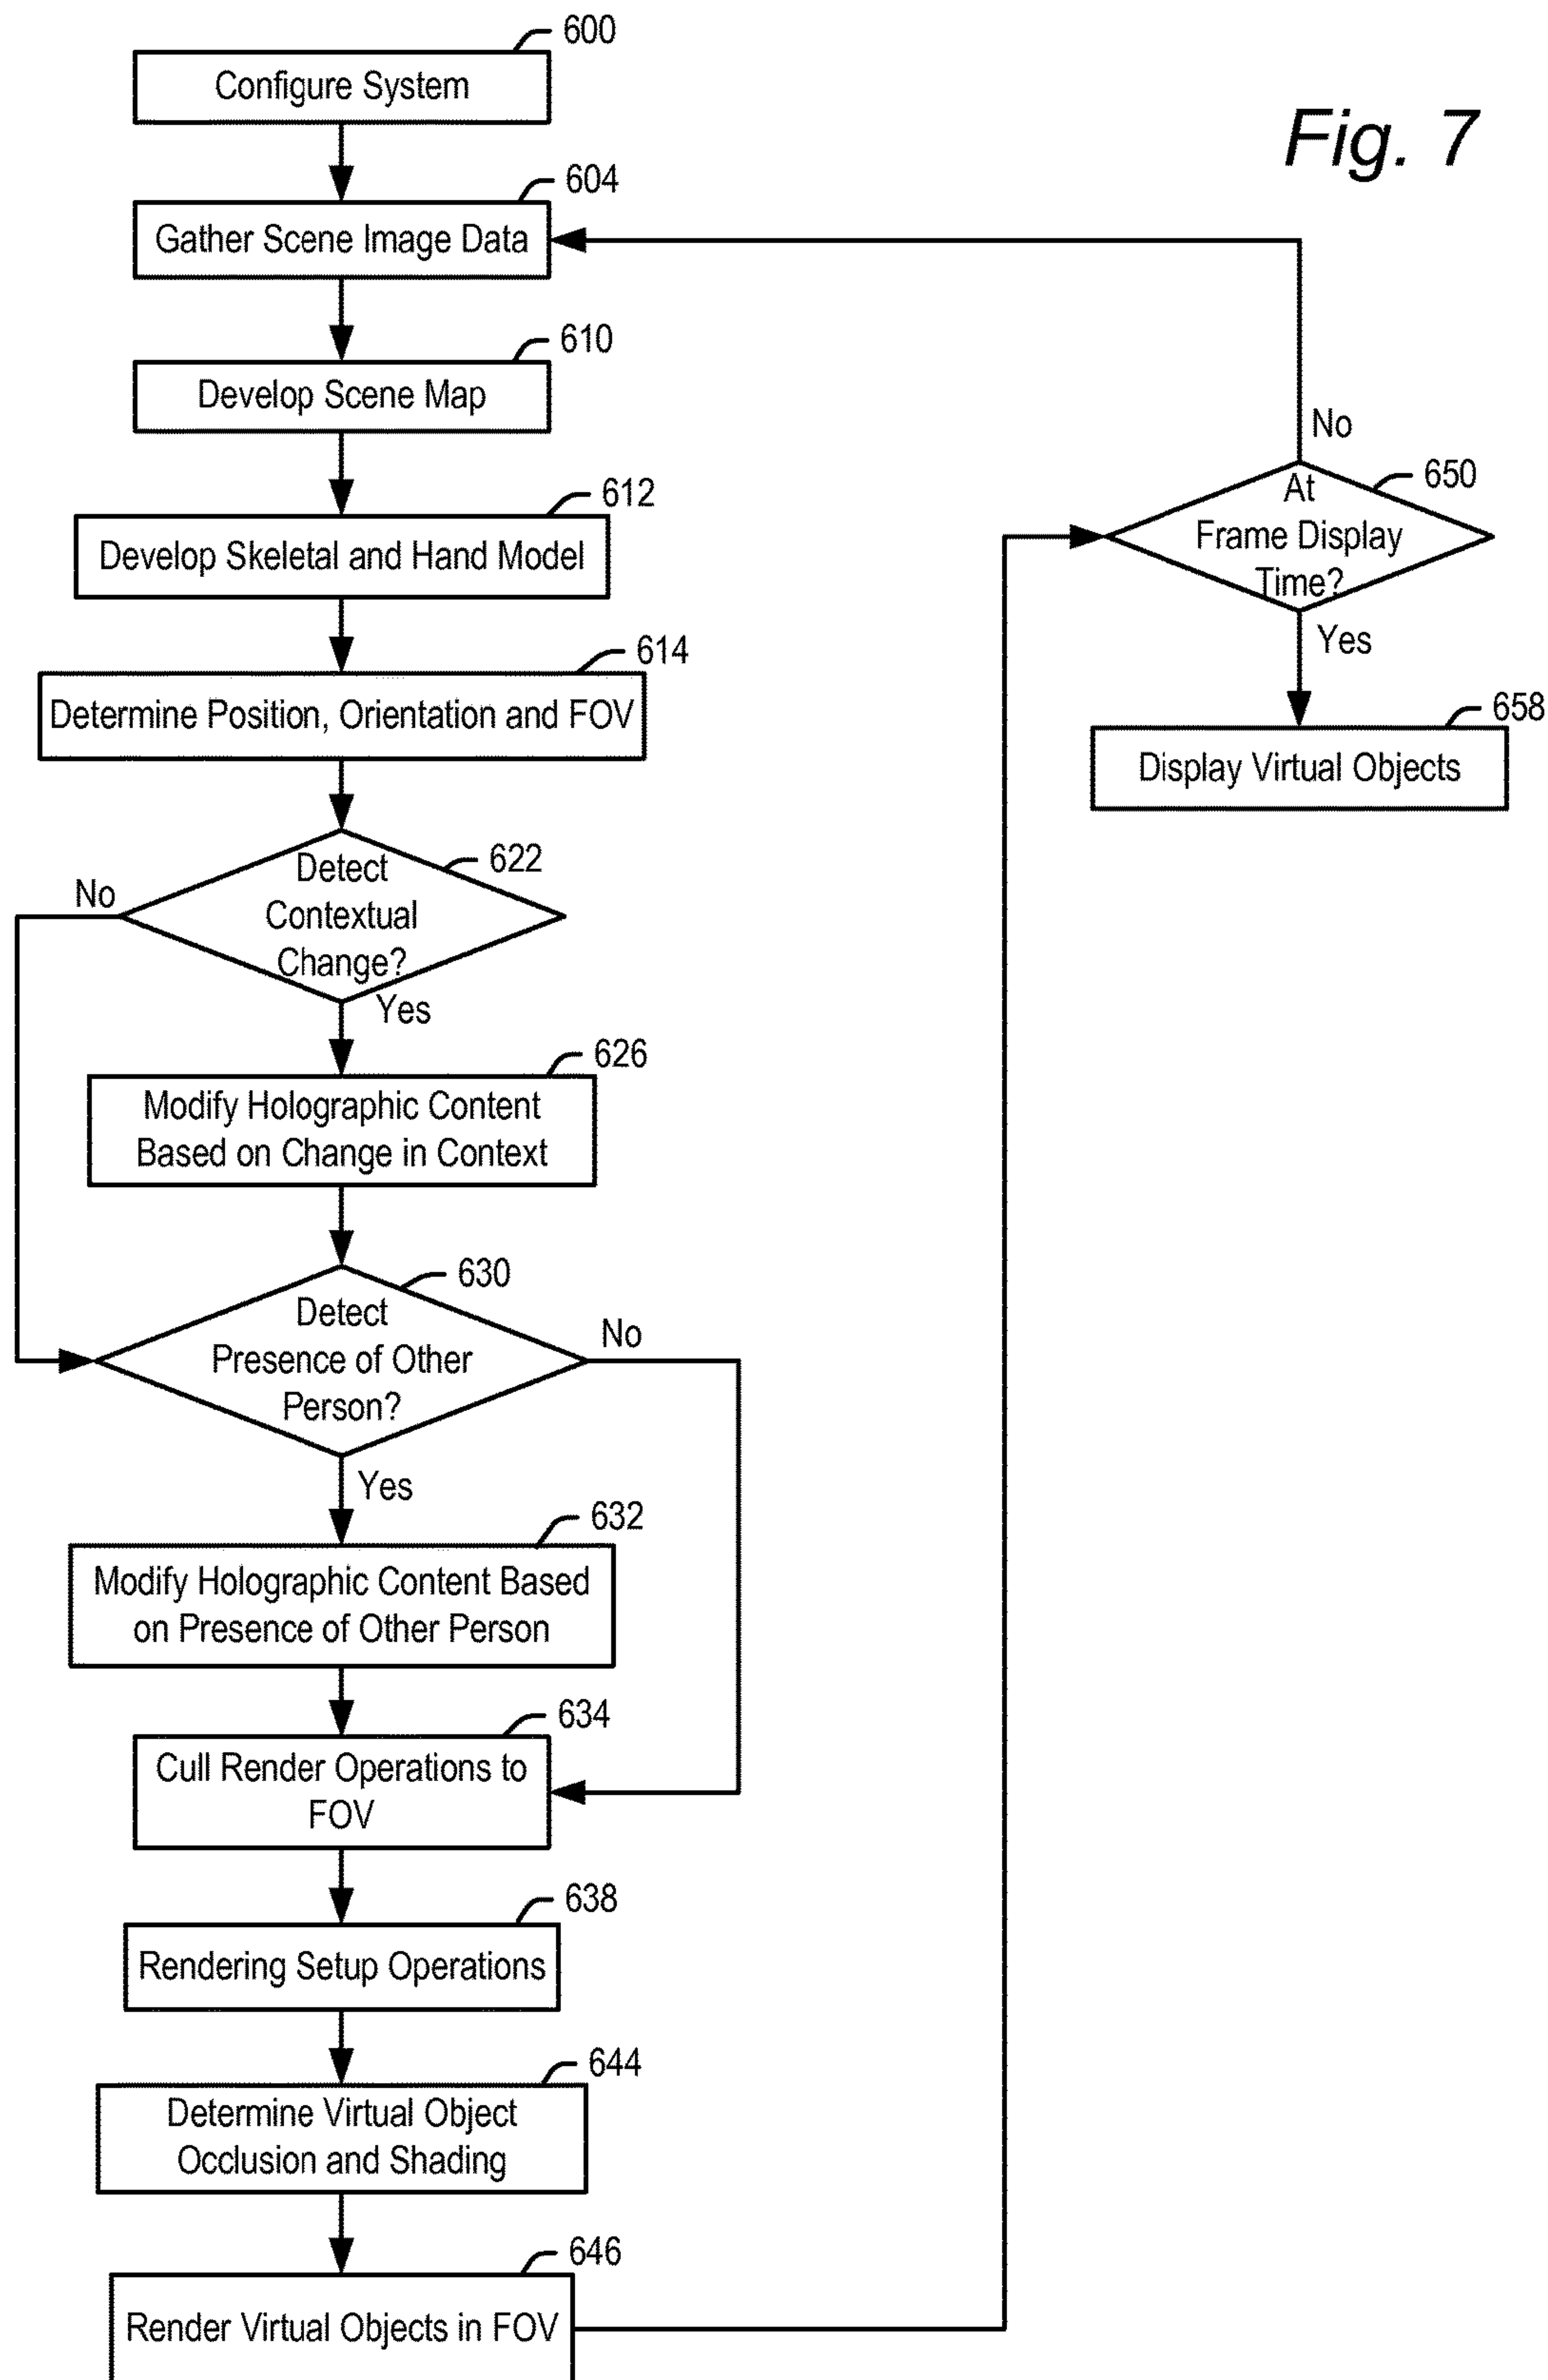 600
Configure System
Fig. 7
604
Gather Scene Image Data
610
Develop Scene Map
612
Develop Skeletal and Hand Model
614
Determine Position, Orientation and FOV
622
Detect
Contextual
Change?
No
Yes
626
Modify Holographic Content
Based on Change in Context
630
Detect
Presence of Other
Person?
No
Yes
632
Modify Holographic Content Based
on Presence of Other Person
634
Cull Render Operations to
FOV
638
Rendering Setup Operations
644
Determine Virtual Object
Occlusion and Shading
646
Render Virtual Objects in FOV
No
650
At
Frame Display
Time?
Yes
658
Display Virtual Objects